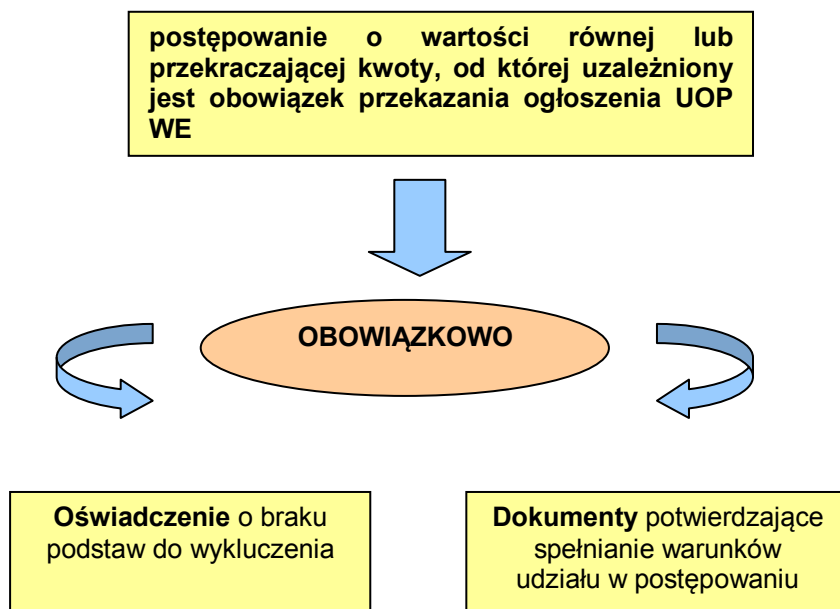 postępowanie o wartości równej lub
przekraczającej kwoty, od której uzależniony
jest obowiązek przekazania ogłoszenia UOP
WE
OBOWIĄZKOWO
Oświadczenie o braku
podstaw do wykluczenia
Dokumenty potwierdzające
spełnianie warunków
udziału w postępowaniu